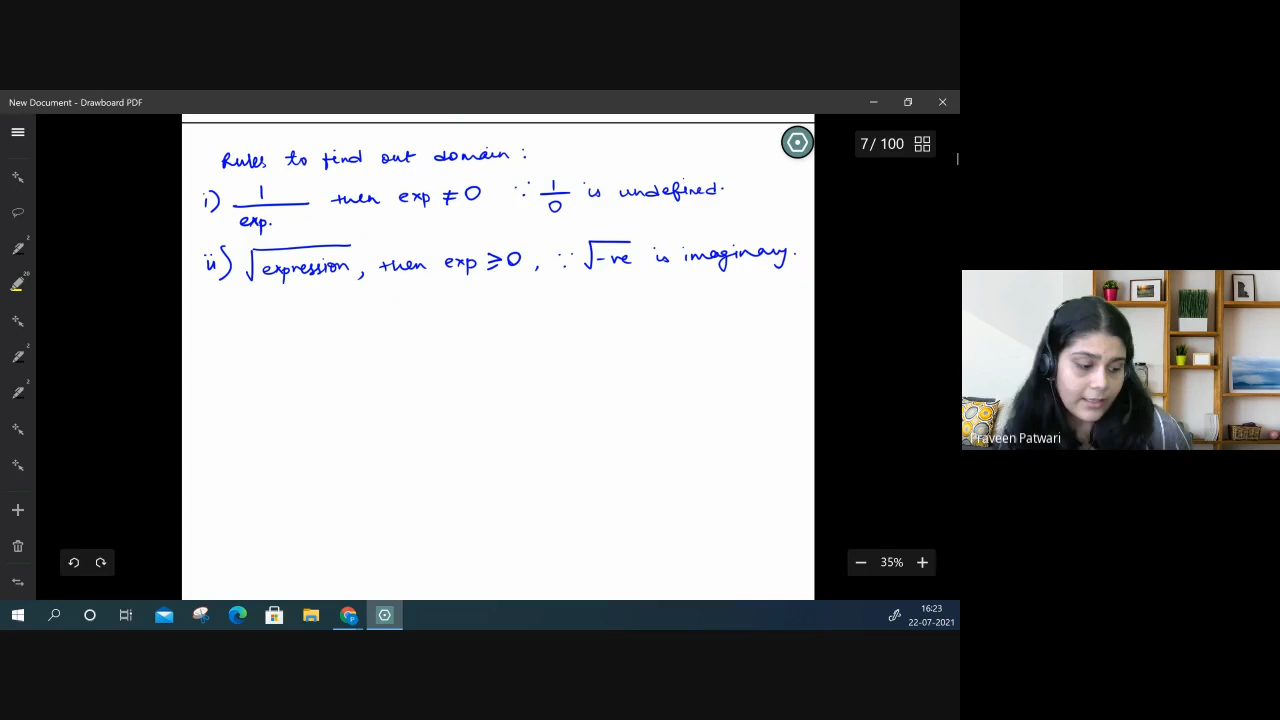 New Document - Drawboard PDF
7 / 100
Rules to find out domain :
i) 1/exp. then exp ≠ 0 ∵ 1/0 is undefined.
ii) √expression, then exp ≥ 0, ∵ √-ve is imaginary.
Praveen Patwari
35%
16:23
22-07-2021